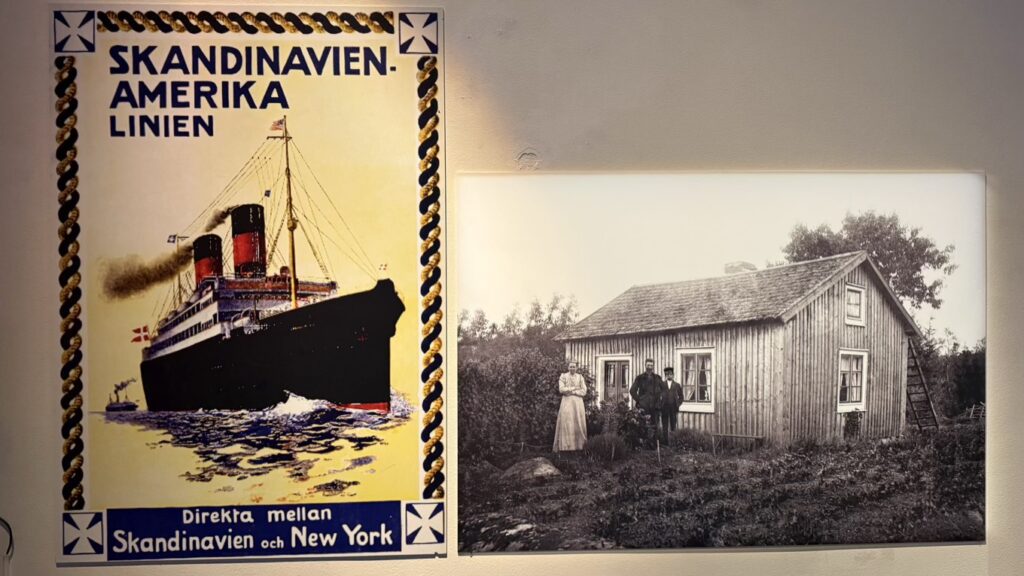 SKANDINAVIEN-
AMERIKA
LINIEN
Direkta mellan
Skandinavien och New York